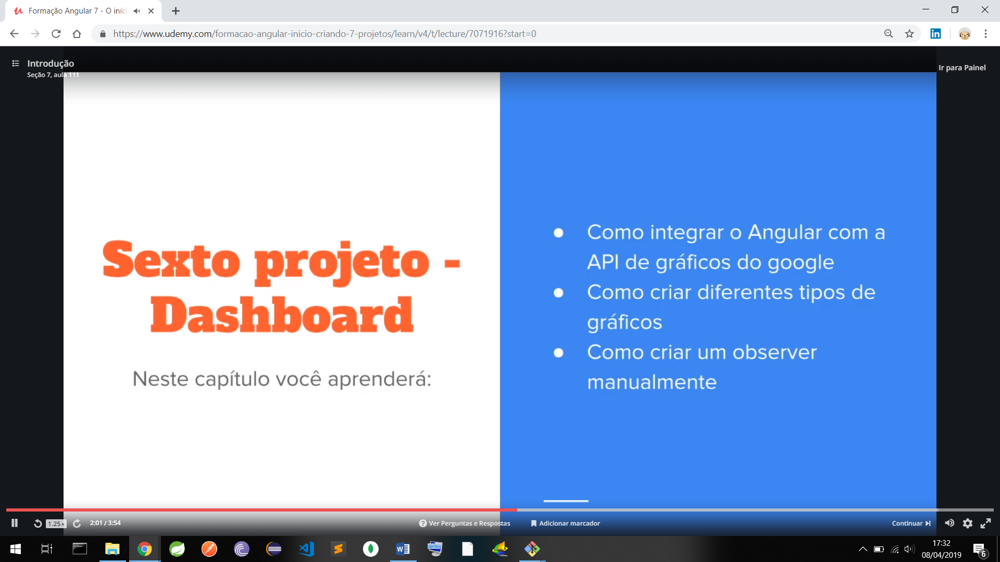 Formação Angular 7 - O iníci
https://www.udemy.com/formacao-angular-inicio-criando-7-projetos/learn/v4/t/lecture/7071916?start=0
Introdução
Seção 7, aula 111
Ir para Painel
Sexto projeto -
Dashboard
Neste capítulo você aprenderá:
Como integrar o Angular com a
API de gráficos do google
Como criar diferentes tipos de
gráficos
Como criar um observer
manualmente
1.25x
2:01 / 3:54
Ver Perguntas e Respostas
Adicionar marcador
Continuar
17:32
08/04/2019
6